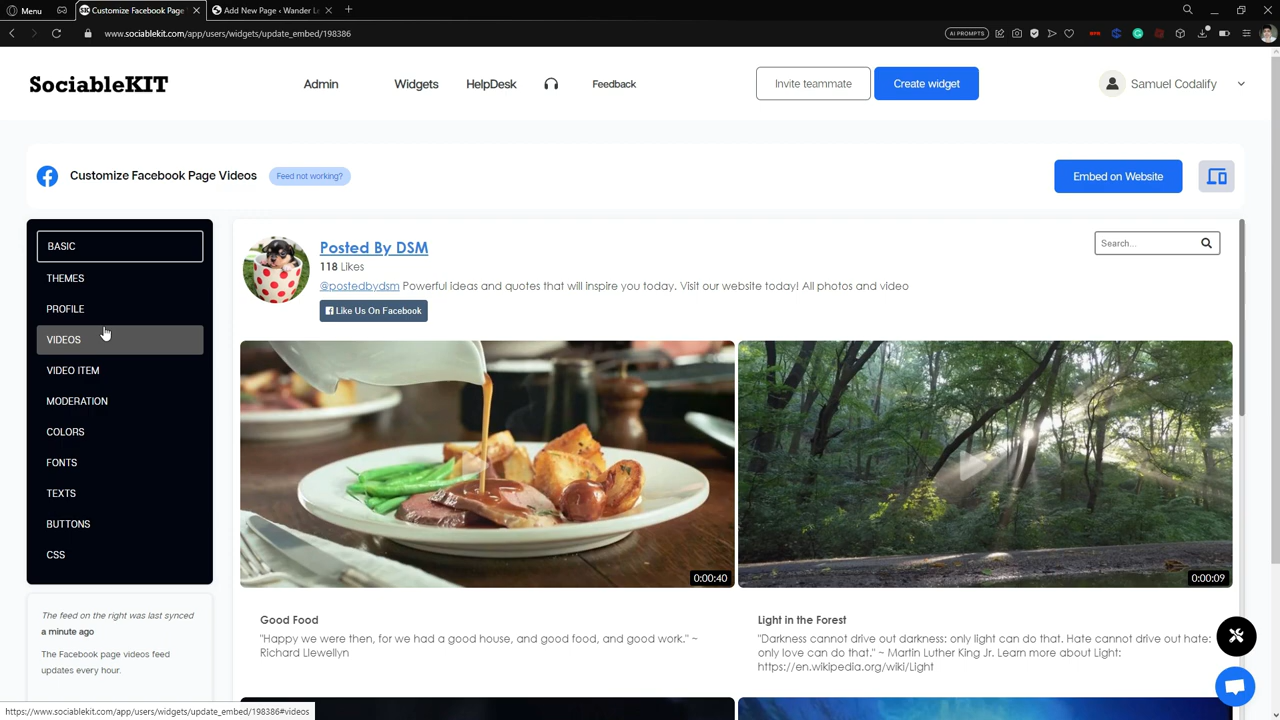 Menu
SK Customize Facebook Page
Add New Page ‹ Wander L
www.sociablekit.com/app/users/widgets/update_embed/198386
AI PROMPTS
SociableKIT
Admin
Widgets
HelpDesk
Feedback
Invite teammate
Create widget
Samuel Codalify
Customize Facebook Page Videos
Feed not working?
Embed on Website
BASIC
THEMES
PROFILE
VIDEOS
VIDEO ITEM
MODERATION
COLORS
FONTS
TEXTS
BUTTONS
CSS
The feed on the right was last synced
a minute ago
The Facebook page videos feed
updates every hour.
Posted By DSM
118 Likes
@postedbydsm Powerful ideas and quotes that will inspire you today. Visit our website today! All photos and video
Like Us On Facebook
Search...
0:00:40
0:00:09
Good Food
"Happy we were then, for we had a good house, and good food, and good work." ~
Richard Llewellyn
Light in the Forest
"Darkness cannot drive out darkness: only light can do that. Hate cannot drive out hate:
only love can do that." ~ Martin Luther King Jr. Learn more about Light:
https://en.wikipedia.org/wiki/Light
https://www.sociablekit.com/app/users/widgets/update_embed/198386#videos